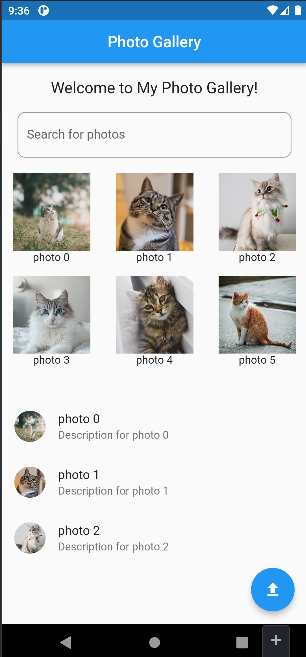 9:36
Photo Gallery
Welcome to My Photo Gallery!
Search for photos
photo 0
photo 1
photo 2
photo 3
photo 4
photo 5
photo 0
Description for photo 0
photo 1
Description for photo 1
photo 2
Description for photo 2